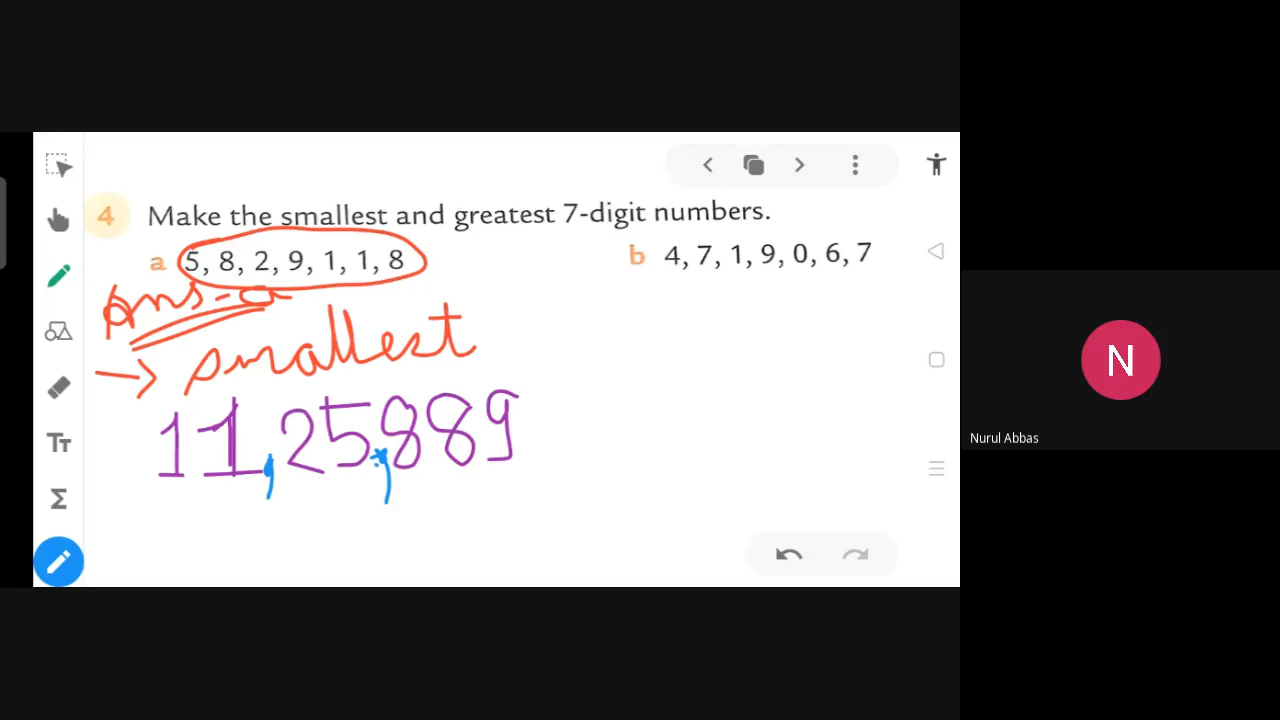 4 Make the smallest and greatest 7-digit numbers.
a 5, 8, 2, 9, 1, 1, 8 b 4, 7, 1, 9, 0, 6, 7
Ans - a
→ smallest
11,25,889
Tт
Σ
N
Nurul Abbas